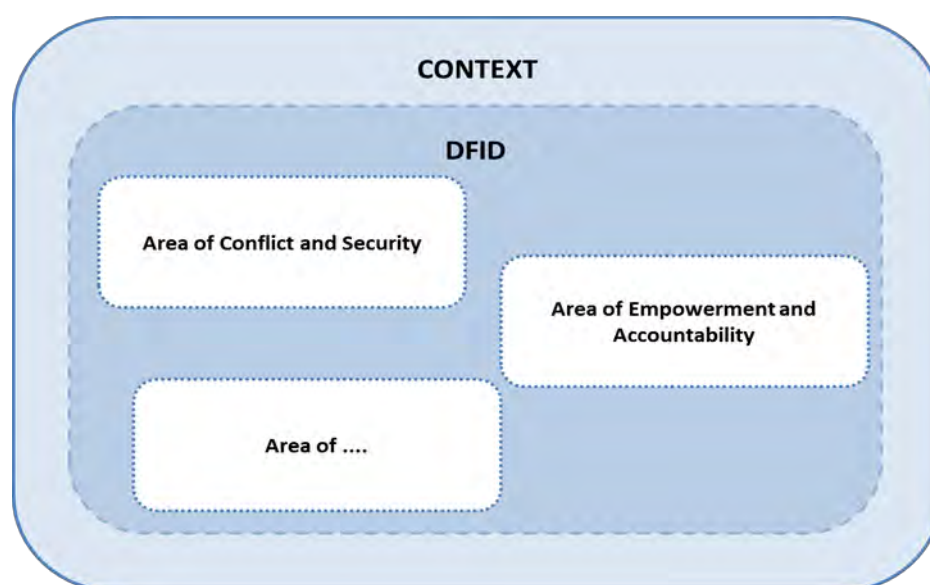 CONTEXT
DFID
Area of Conflict and Security
Area of Empowerment and
Accountability
Area of ....